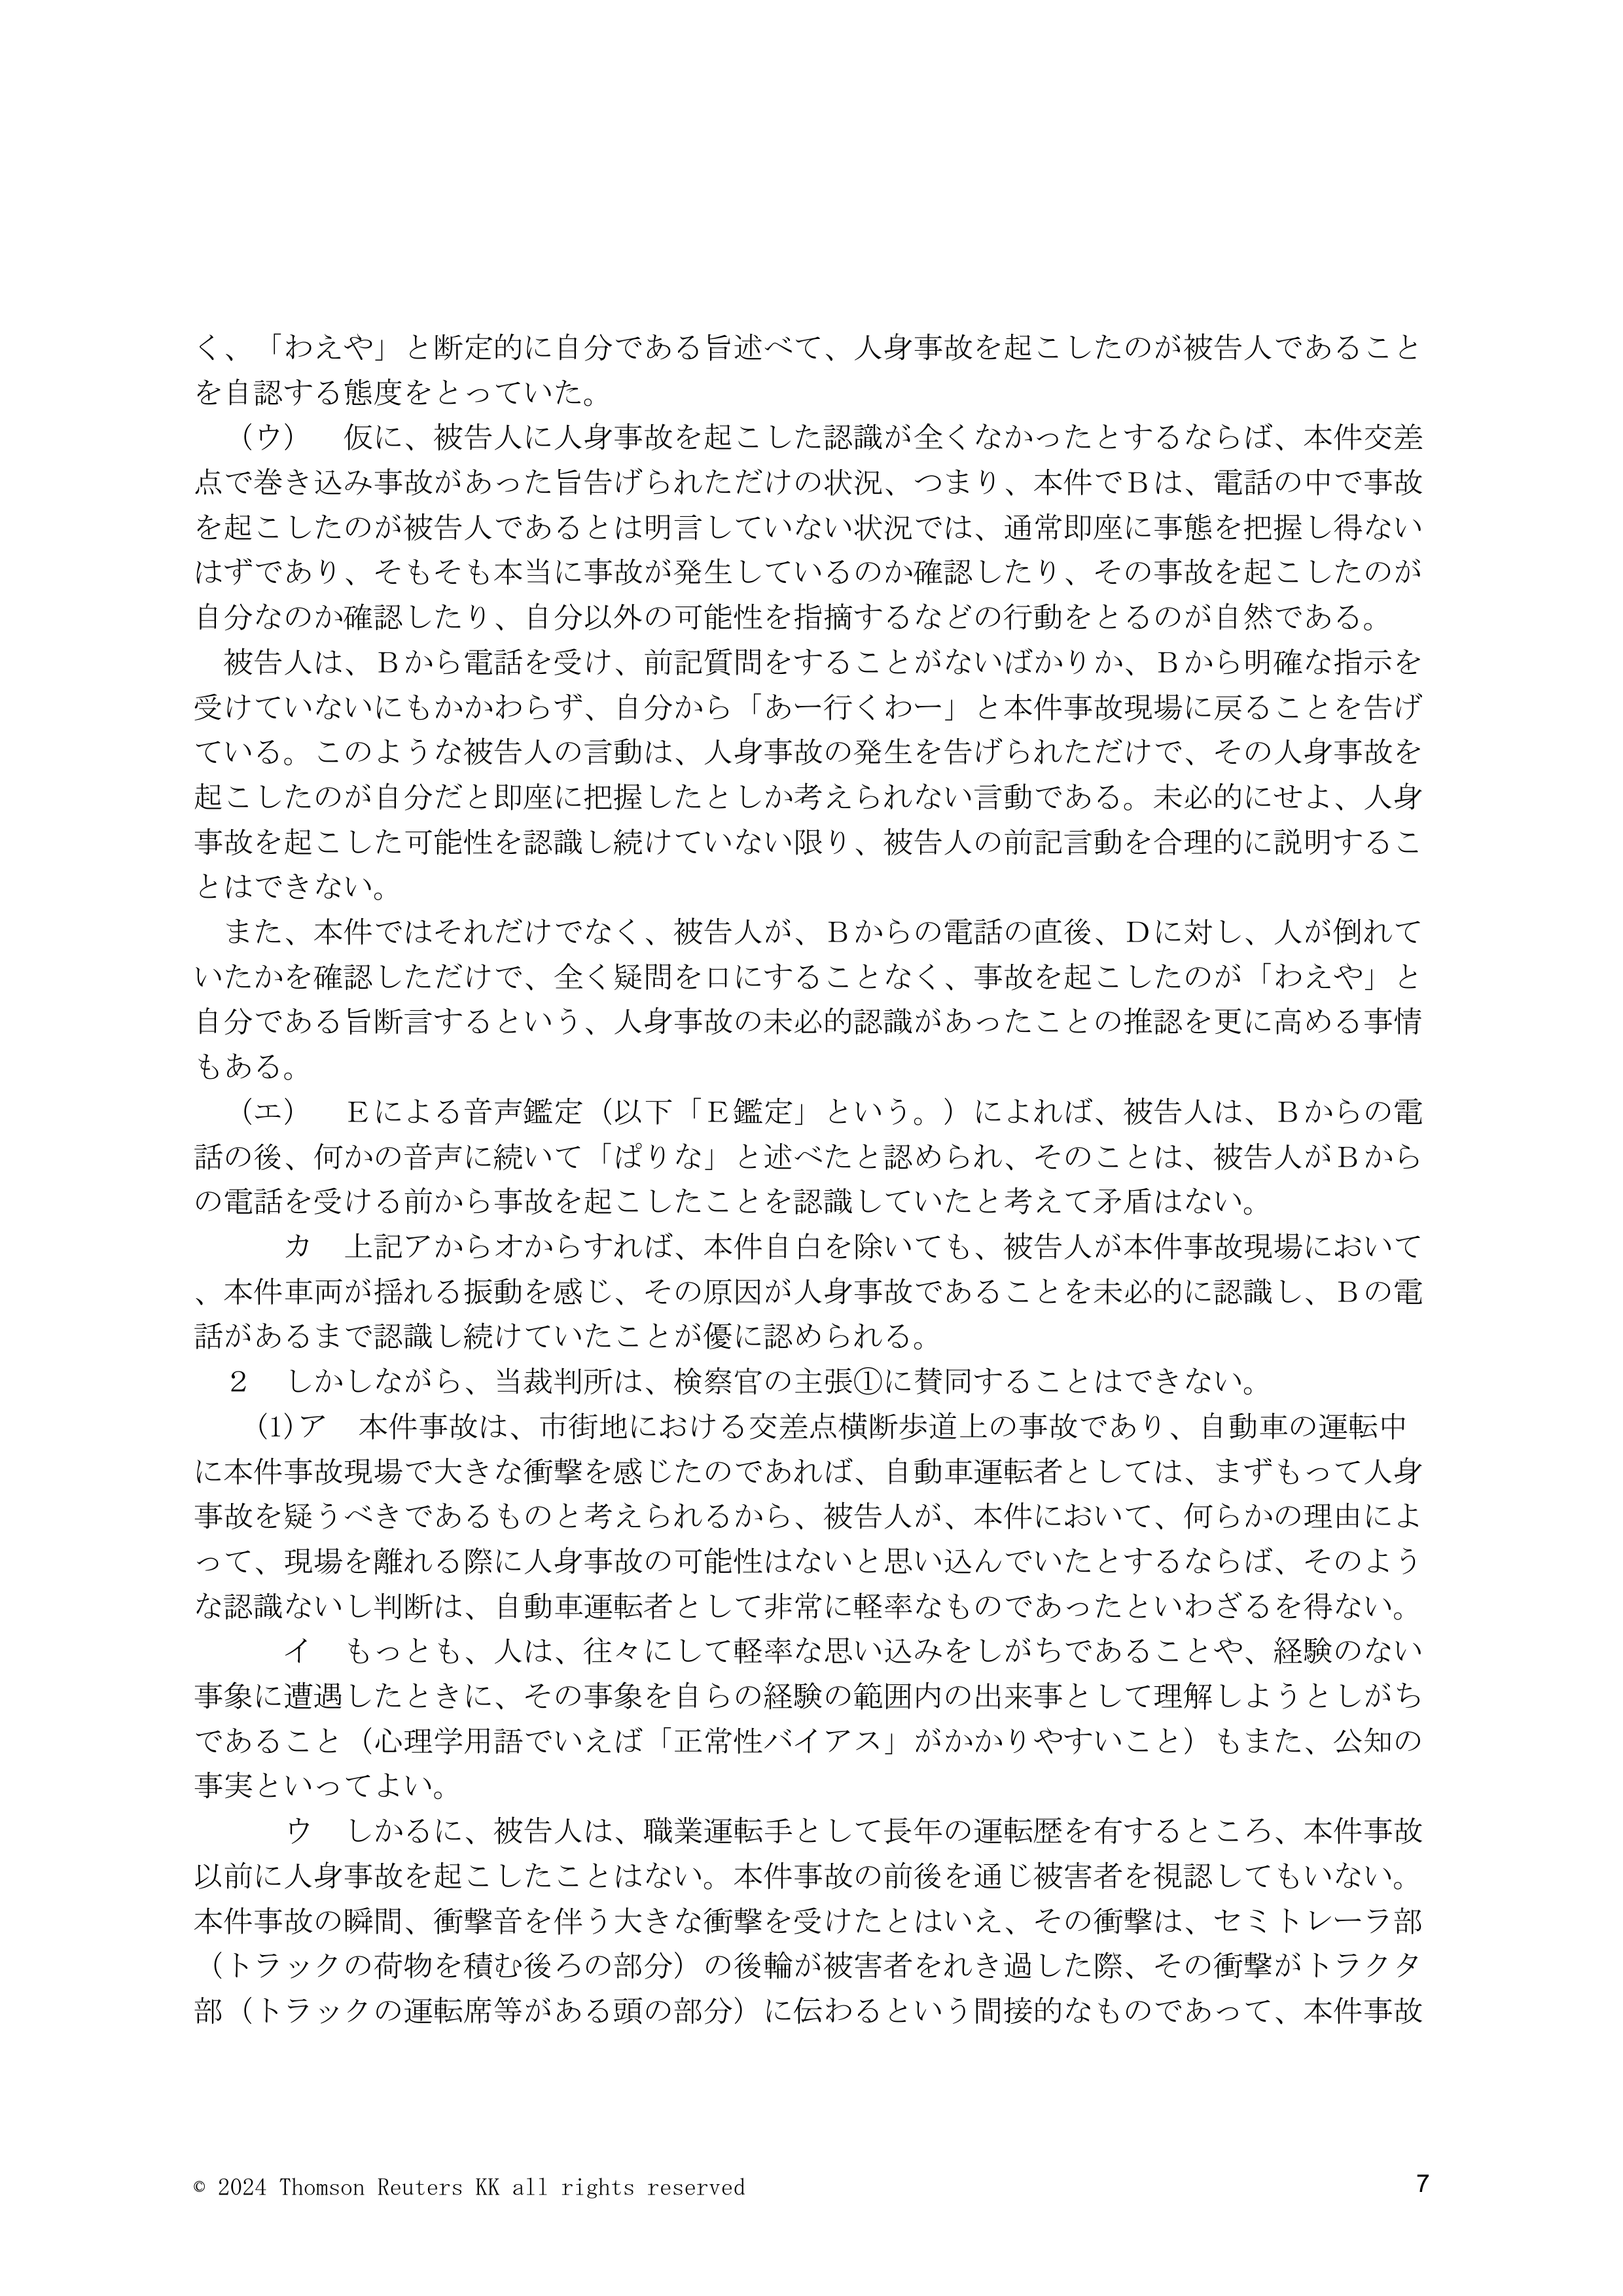 く、「わえや」と断定的に自分である旨述べて、人身事故を起こしたのが被告人であること
を自認する態度をとっていた。
（ウ）　仮に、被告人に人身事故を起こした認識が全くなかったとするならば、本件交差
点で巻き込み事故があった旨告げられただけの状況、つまり、本件でＢは、電話の中で事故
を起こしたのが被告人であるとは明言していない状況では、通常即座に事態を把握し得ない
はずであり、そもそも本当に事故が発生しているのか確認したり、その事故を起こしたのが
自分なのか確認したり、自分以外の可能性を指摘するなどの行動をとるのが自然である。
　被告人は、Ｂから電話を受け、前記質問をすることがないばかりか、Ｂから明確な指示を
受けていないにもかかわらず、自分から「あー行くわー」と本件事故現場に戻ることを告げ
ている。このような被告人の言動は、人身事故の発生を告げられただけで、その人身事故を
起こしたのが自分だと即座に把握したとしか考えられない言動である。未必的にせよ、人身
事故を起こした可能性を認識し続けていない限り、被告人の前記言動を合理的に説明するこ
とはできない。
　また、本件ではそれだけでなく、被告人が、Ｂからの電話の直後、Ｄに対し、人が倒れて
いたかを確認しただけで、全く疑問を口にすることなく、事故を起こしたのが「わえや」と
自分である旨断言するという、人身事故の未必的認識があったことの推認を更に高める事情
もある。
（エ）　Ｅによる音声鑑定（以下「Ｅ鑑定」という。）によれば、被告人は、Ｂからの電
話の後、何かの音声に続いて「ぱりな」と述べたと認められ、そのことは、被告人がＢから
の電話を受ける前から事故を起こしたことを認識していたと考えて矛盾はない。
　　　カ　上記アからオからすれば、本件自白を除いても、被告人が本件事故現場において
、本件車両が揺れる振動を感じ、その原因が人身事故であることを未必的に認識し、Ｂの電
話があるまで認識し続けていたことが優に認められる。
　２　しかしながら、当裁判所は、検察官の主張①に賛同することはできない。
　　(1)ア　本件事故は、市街地における交差点横断歩道上の事故であり、自動車の運転中
に本件事故現場で大きな衝撃を感じたのであれば、自動車運転者としては、まずもって人身
事故を疑うべきであるものと考えられるから、被告人が、本件において、何らかの理由によ
って、現場を離れる際に人身事故の可能性はないと思い込んでいたとするならば、そのよう
な認識ないし判断は、自動車運転者として非常に軽率なものであったといわざるを得ない。
　　　イ　もっとも、人は、往々にして軽率な思い込みをしがちであることや、経験のない
事象に遭遇したときに、その事象を自らの経験の範囲内の出来事として理解しようとしがち
であること（心理学用語でいえば「正常性バイアス」がかかりやすいこと）もまた、公知の
事実といってよい。
　　　ウ　しかるに、被告人は、職業運転手として長年の運転歴を有するところ、本件事故
以前に人身事故を起こしたことはない。本件事故の前後を通じ被害者を視認してもいない。
本件事故の瞬間、衝撃音を伴う大きな衝撃を受けたとはいえ、その衝撃は、セミトレーラ部
（トラックの荷物を積む後ろの部分）の後輪が被害者をれき過した際、その衝撃がトラクタ
部（トラックの運転席等がある頭の部分）に伝わるという間接的なものであって、本件事故
© 2024 Thomson Reuters KK all rights reserved
7